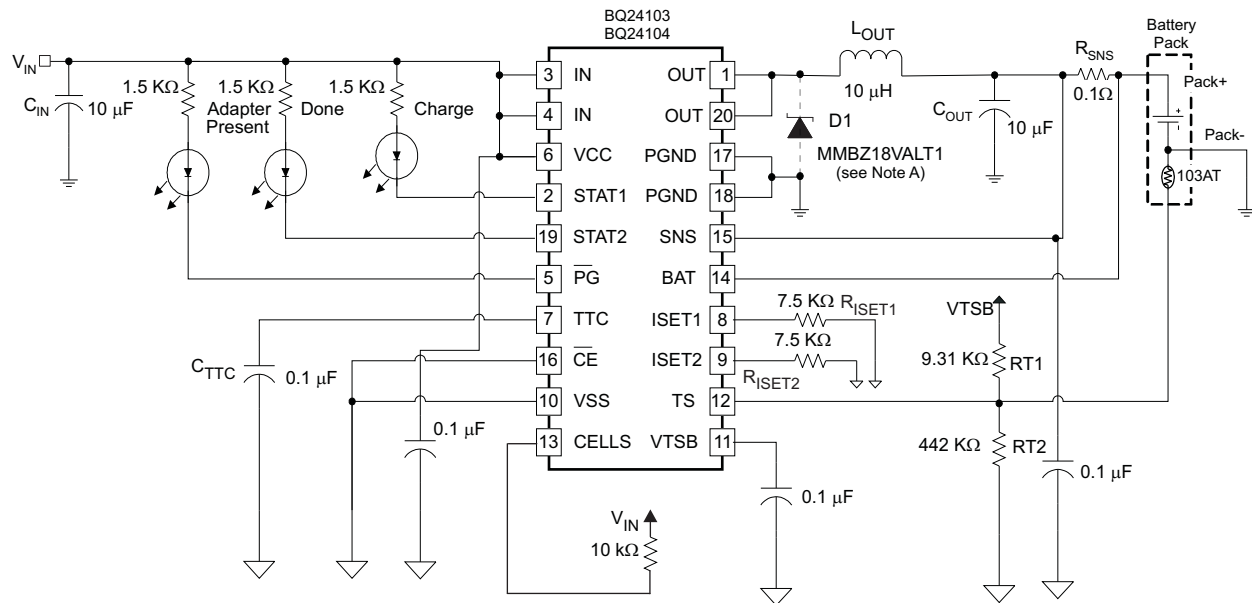 BQ24103
BQ24104
V_IN
C_IN
10 μF
1.5 KΩ
Adapter
Present
1.5 KΩ
Done
1.5 KΩ
Charge
3 IN
4 IN
6 VCC
2 STAT1
19 STAT2
5 P̅G̅
7 TTC
16 C̅E̅
10 VSS
13 CELLS
OUT 1
OUT 20
PGND 17
PGND 18
SNS 15
BAT 14
ISET1 8
ISET2 9
TS 12
VTSB 11
L_OUT
10 μH
D1
MMBZ18VALT1
(see Note A)
C_OUT
10 μF
R_SNS
0.1Ω
Battery
Pack
Pack+
+
-
Pack-
103AT
7.5 KΩ
R_ISET1
7.5 KΩ
R_ISET2
VTSB
9.31 KΩ
RT1
442 KΩ
RT2
0.1 μF
C_TTC
0.1 μF
0.1 μF
0.1 μF
V_IN
10 kΩ